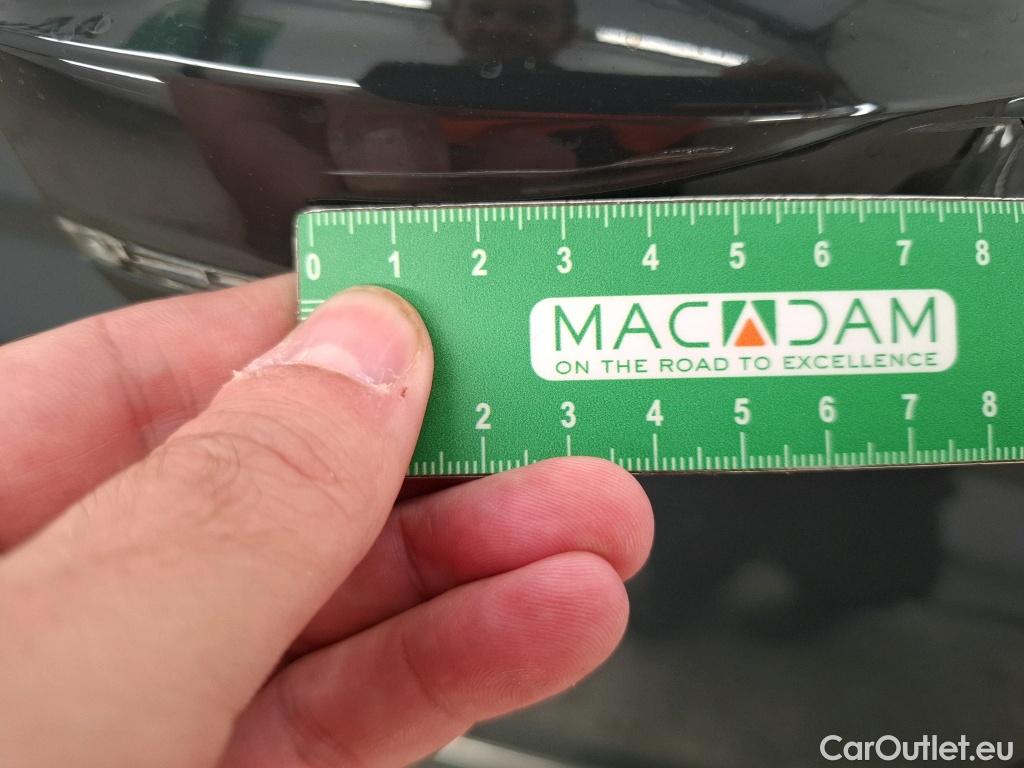 0 1 2 3 4 5 6 7 8
MACADAM
ON THE ROAD TO EXCELLENCE
2 3 4 5 6 7 8
CarOutlet.eu